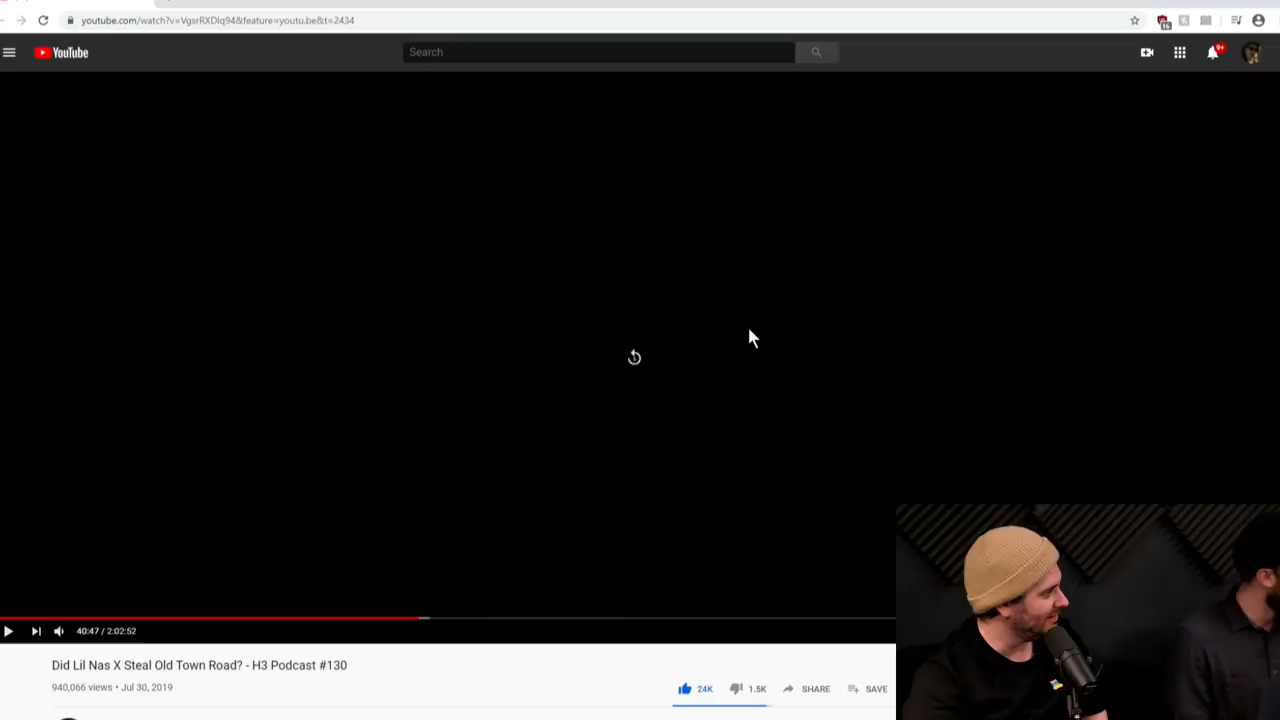 youtube.com/watch?v=VgsrRXDlq94&feature=youtu.be&t=2434
YouTube
Search
9+
40:47 / 2:02:52
Did Lil Nas X Steal Old Town Road? - H3 Podcast #130
940,066 views • Jul 30, 2019
24K
1.5K
SHARE
SAVE